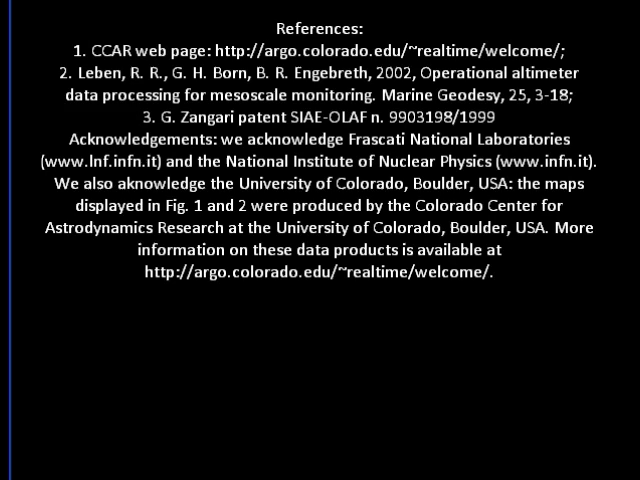 References:
1. CCAR web page: http://argo.colorado.edu/~realtime/welcome/;
2. Leben, R. R., G. H. Born, B. R. Engebreth, 2002, Operational altimeter
data processing for mesoscale monitoring. Marine Geodesy, 25, 3-18;
3. G. Zangari patent SIAE-OLAF n. 9903198/1999
Acknowledgements: we acknowledge Frascati National Laboratories
(www.lnf.infn.it) and the National Institute of Nuclear Physics (www.infn.it).
We also aknowledge the University of Colorado, Boulder, USA: the maps
displayed in Fig. 1 and 2 were produced by the Colorado Center for
Astrodynamics Research at the University of Colorado, Boulder, USA. More
information on these data products is available at
http://argo.colorado.edu/~realtime/welcome/.